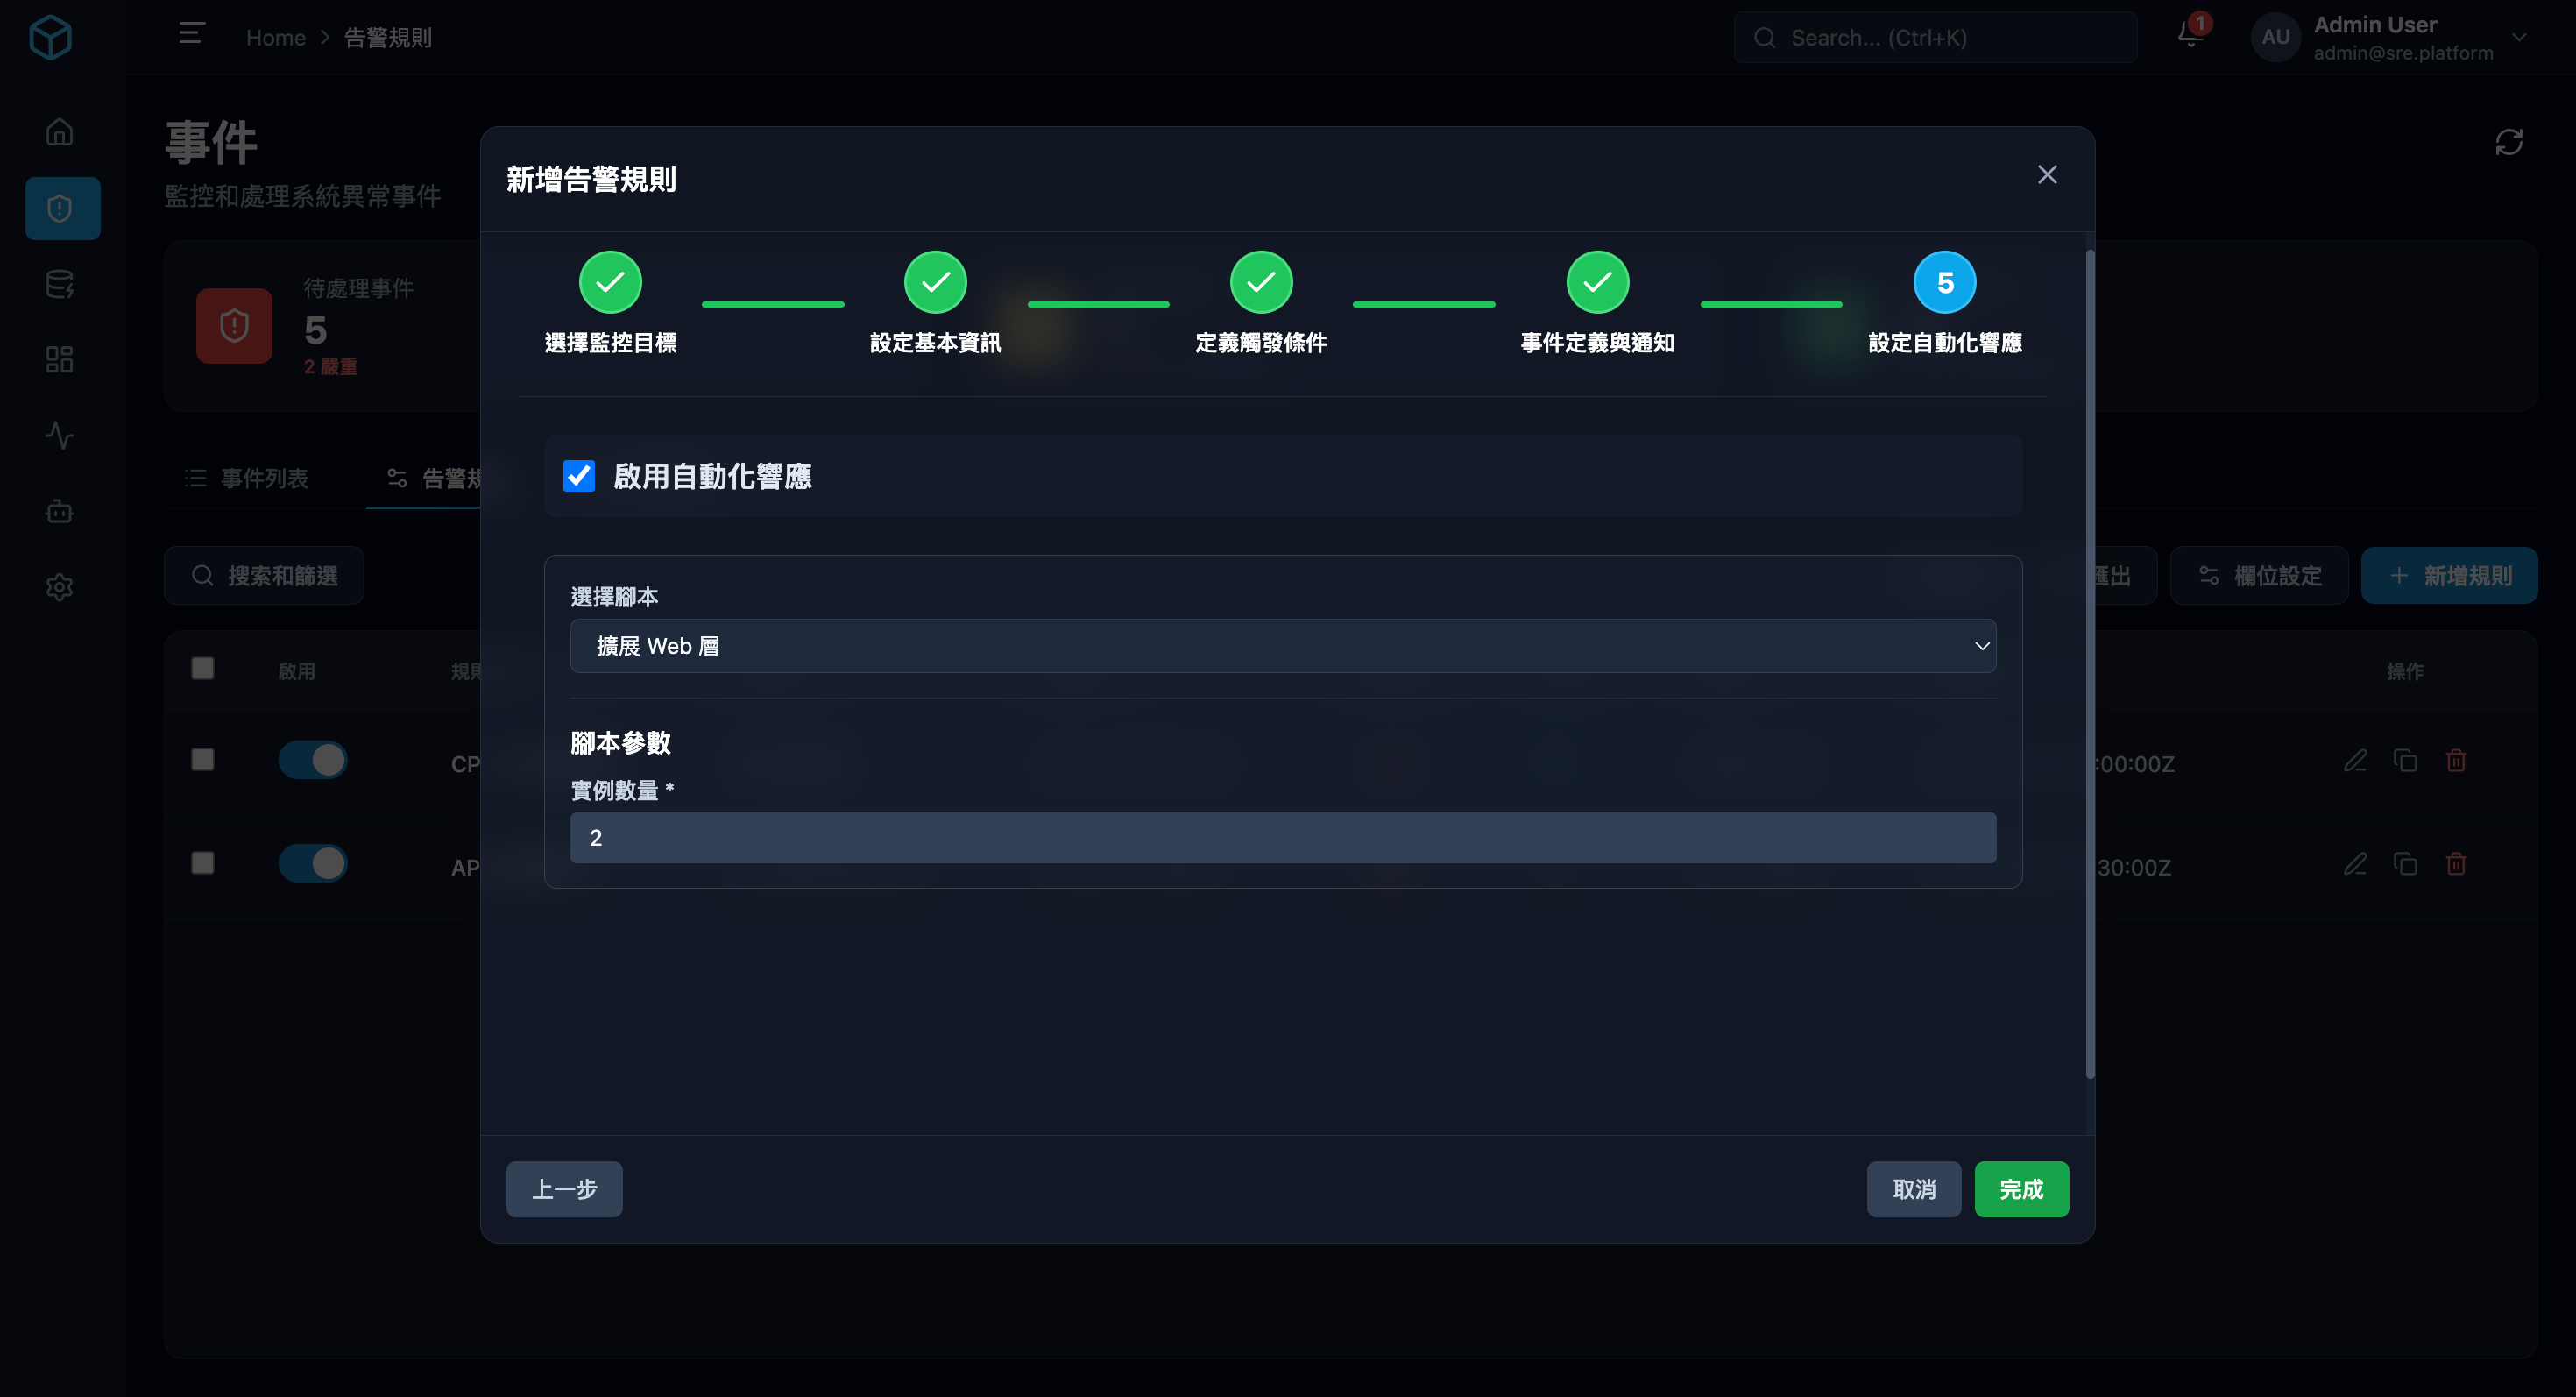 Home > 告警規則
Search... (Ctrl+K)
1
AU
Admin User
admin@sre.platform
事件
監控和處理系統異常事件
待處理事件
5
2 嚴重
事件列表
告警規
搜索和篩選
匯出
欄位設定
新增規則
啟用
規則
操作
CP
:00:00Z
AP
30:00Z
新增告警規則
選擇監控目標
設定基本資訊
定義觸發條件
事件定義與通知
5
設定自動化響應
啟用自動化響應
選擇腳本
擴展 Web 層
腳本參數
實例數量 *
2
上一步
取消
完成